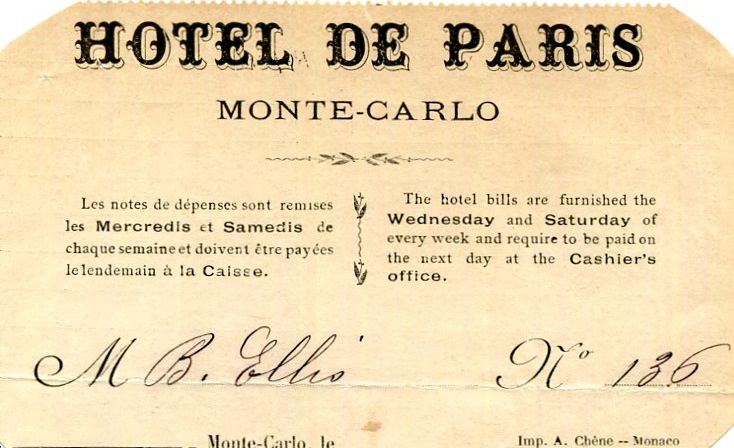 HOTEL DE PARIS
MONTE-CARLO
Les notes de dépenses sont remises
les Mercredis et Samedis de
chaque semaine et doivent être payées
le lendemain à la Caisse.
The hotel bills are furnished the
Wednesday and Saturday of
every week and require to be paid on
the next day at the Cashier's
office.
M B. Ellis
Nº 136
Monte-Carlo, le
Imp. A. Chêne -- Monaco